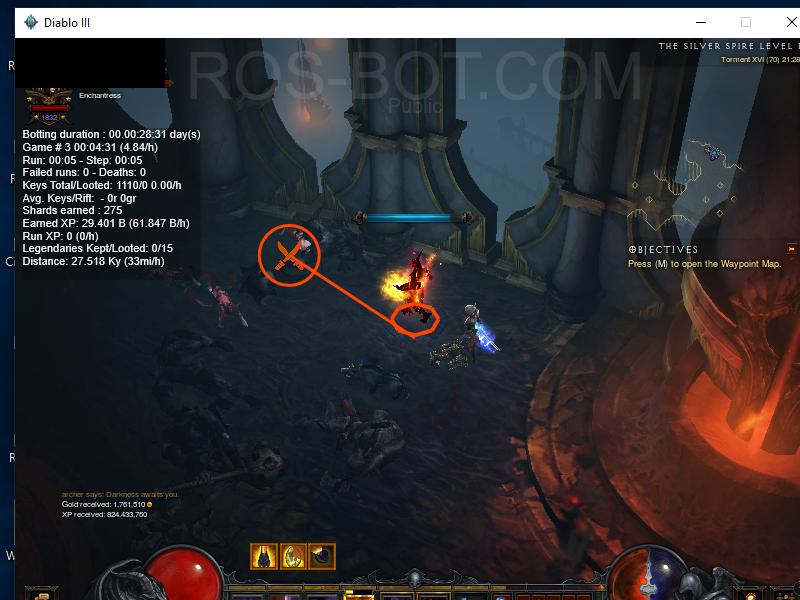 Diablo III
THE SILVER SPIRE LEVEL
Torment XVI (70) 21:28
ROS-BOT.COM
Public
Enchantress
1832
Botting duration : 00.00:28:31 day(s)
Game # 3 00:04:31 (4.84/h)
Run: 00:05 - Step: 00:05
Failed runs: 0 - Deaths: 0
Keys Total/Looted: 1110/0 0.00/h
Avg. Keys/Rift:  - 0r 0gr
Shards earned : 275
Earned XP: 29.401 B (61.847 B/h)
Run XP: 0 (0/h)
Legendaries Kept/Looted: 0/15
Distance: 27.518 Ky (33mi/h)
OBJECTIVES
Press (M) to open the Waypoint Map.
archer says: Darkness awaits you.
Gold received: 1,761,510
XP received: 824,433,760